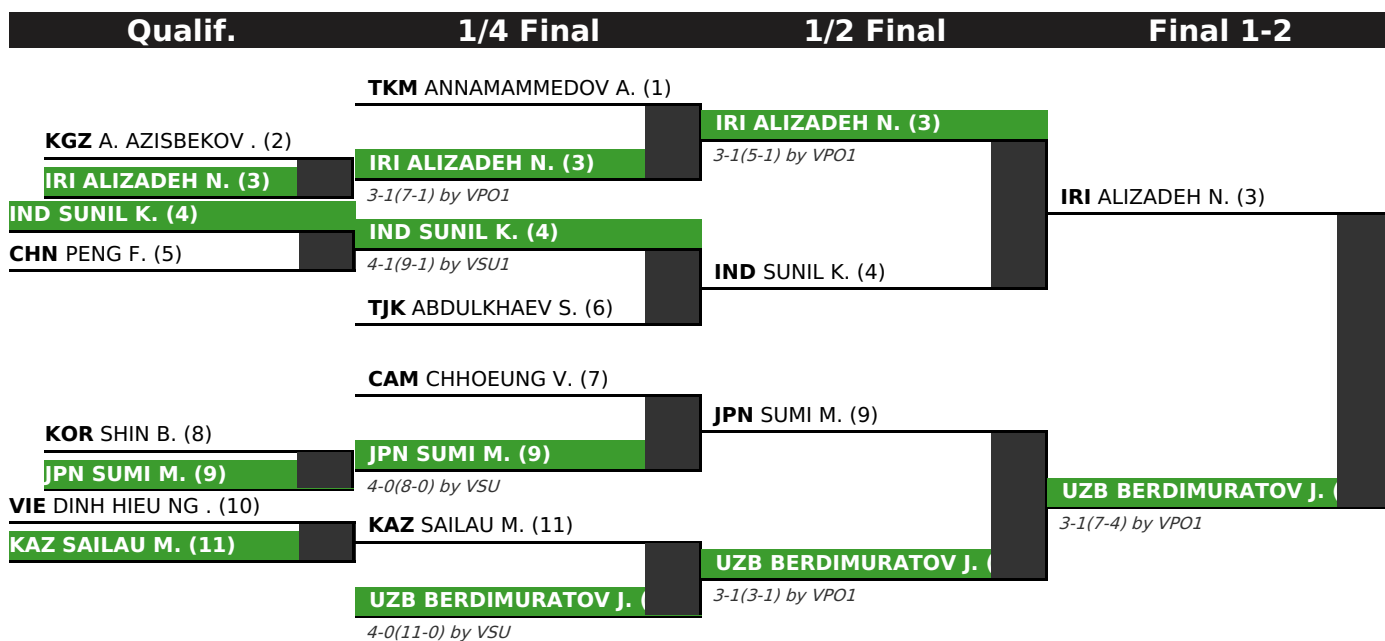 Qualif. 1/4 Final 1/2 Final Final 1-2
TKM ANNAMAMMEDOV A. (1)
IRI ALIZADEH N. (3)
KGZ A. AZISBEKOV . (2)
3-1(5-1) by VPO1
IRI ALIZADEH N. (3)
IRI ALIZADEH N. (3)
3-1(7-1) by VPO1
IRI ALIZADEH N. (3)
IND SUNIL K. (4)
IND SUNIL K. (4)
CHN PENG F. (5)
4-1(9-1) by VSU1
IND SUNIL K. (4)
TJK ABDULKHAEV S. (6)
CAM CHHOEUNG V. (7)
JPN SUMI M. (9)
KOR SHIN B. (8)
JPN SUMI M. (9)
JPN SUMI M. (9)
4-0(8-0) by VSU
UZB BERDIMURATOV J. (
VIE DINH HIEU NG . (10)
KAZ SAILAU M. (11)
3-1(7-4) by VPO1
KAZ SAILAU M. (11)
UZB BERDIMURATOV J. (
3-1(3-1) by VPO1
UZB BERDIMURATOV J. (
4-0(11-0) by VSU